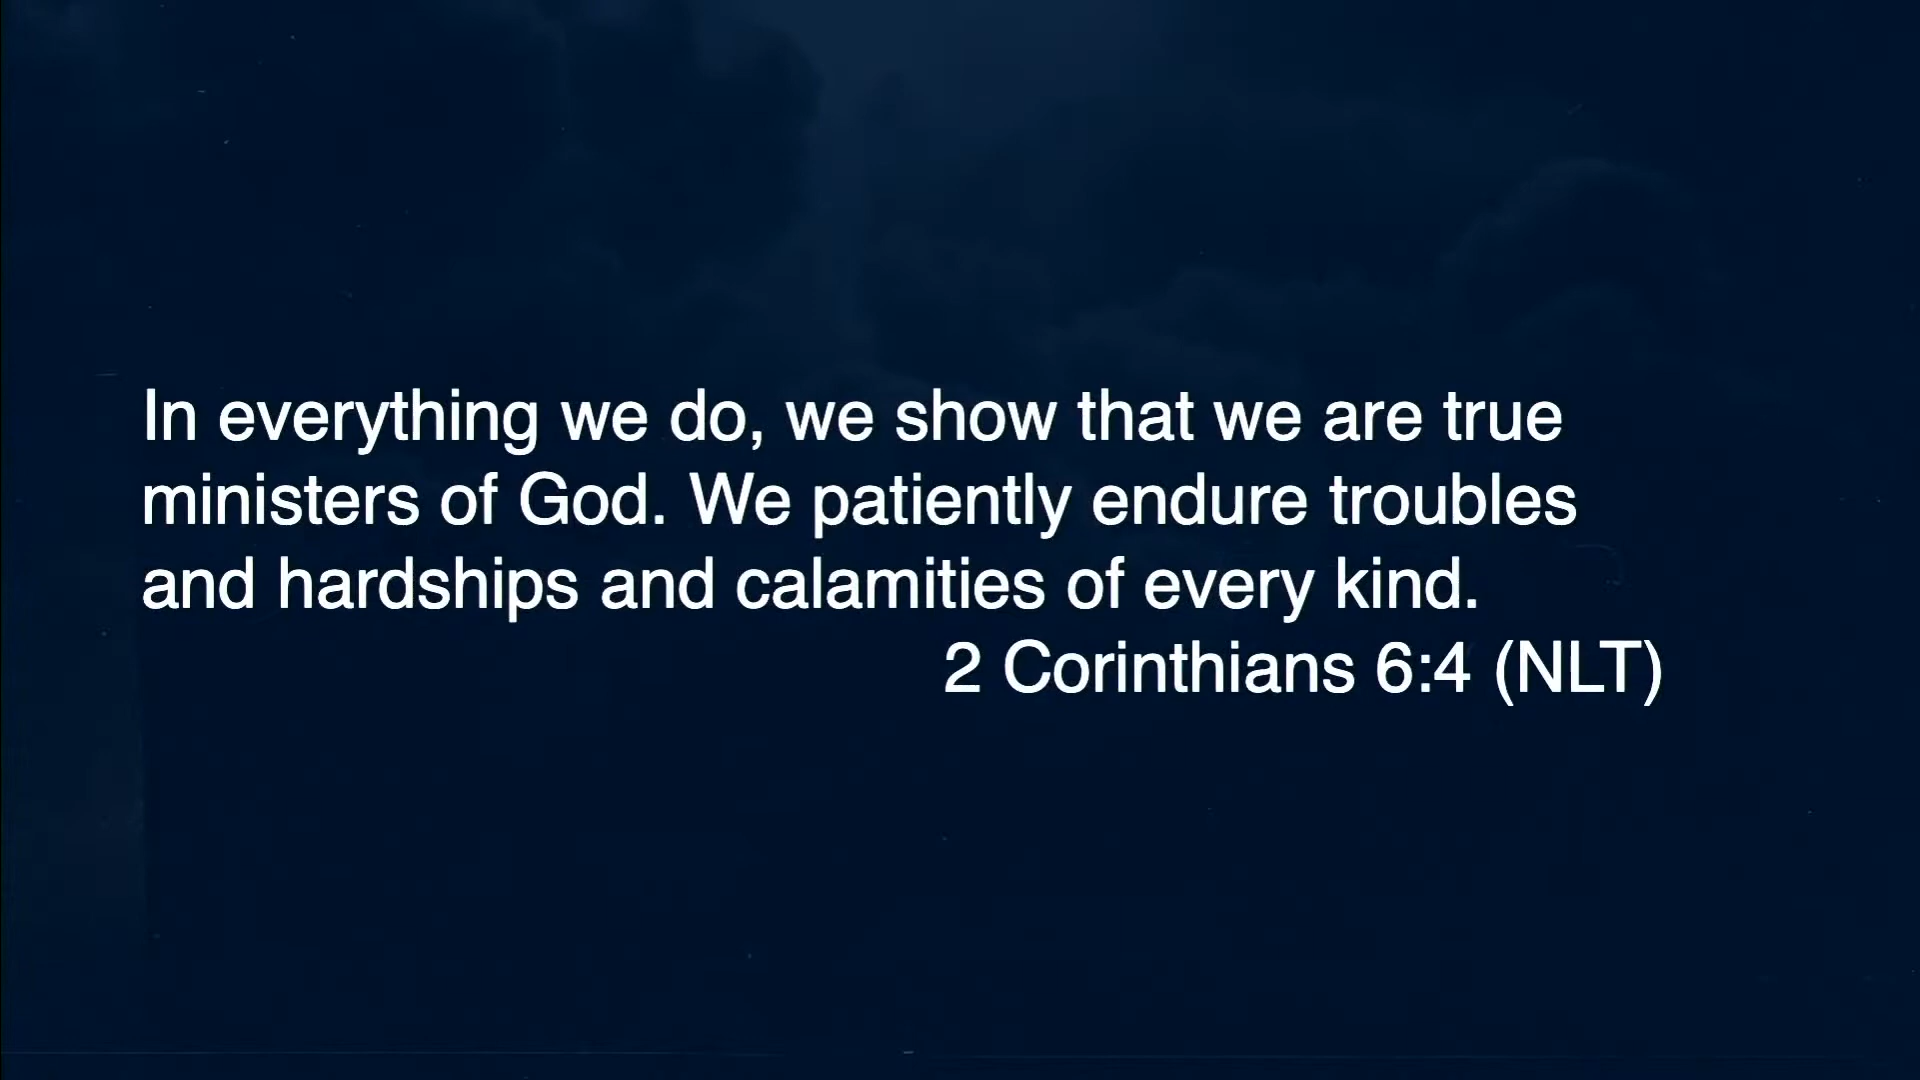 In everything we do, we show that we are true
ministers of God. We patiently endure troubles
and hardships and calamities of every kind.
2 Corinthians 6:4 (NLT)